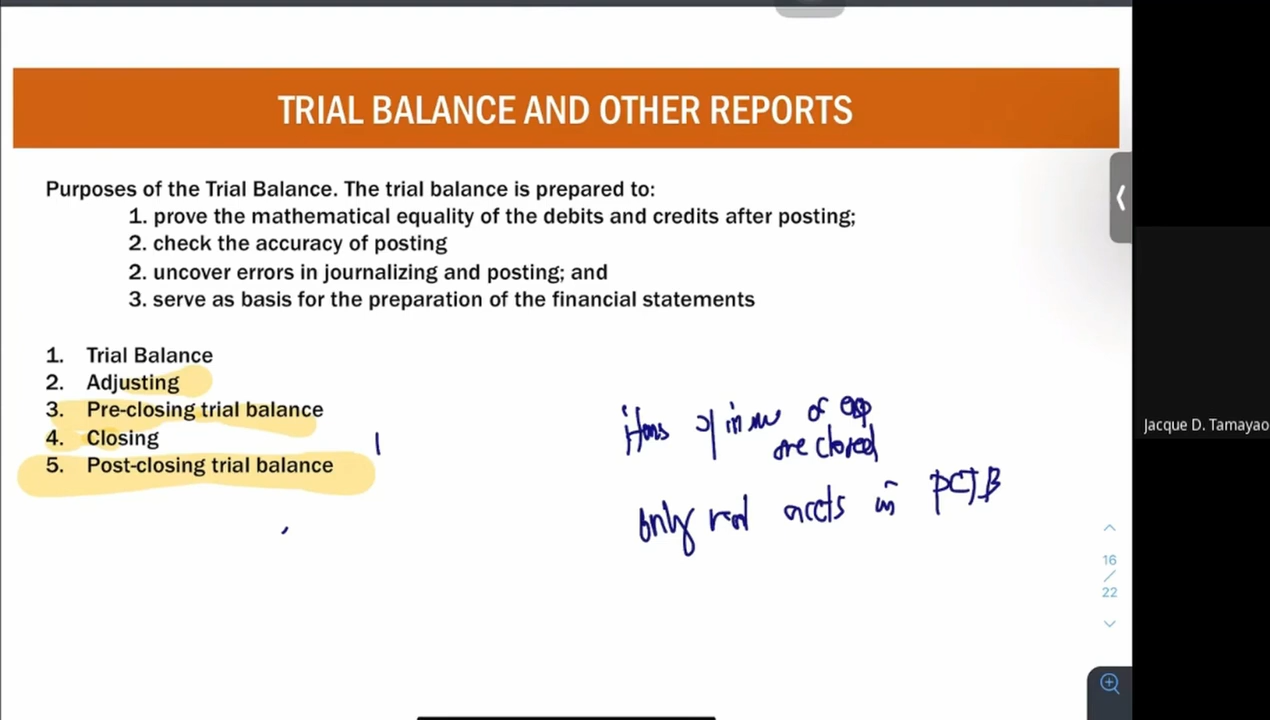 TRIAL BALANCE AND OTHER REPORTS
Purposes of the Trial Balance. The trial balance is prepared to:
1. prove the mathematical equality of the debits and credits after posting;
2. check the accuracy of posting
2. uncover errors in journalizing and posting; and
3. serve as basis for the preparation of the financial statements
1. Trial Balance
2. Adjusting
3. Pre-closing trial balance
4. Closing
5. Post-closing trial balance
items of of exp
are closed
only real accts in PCTB
Jacque D. Tamayao
16
/
22